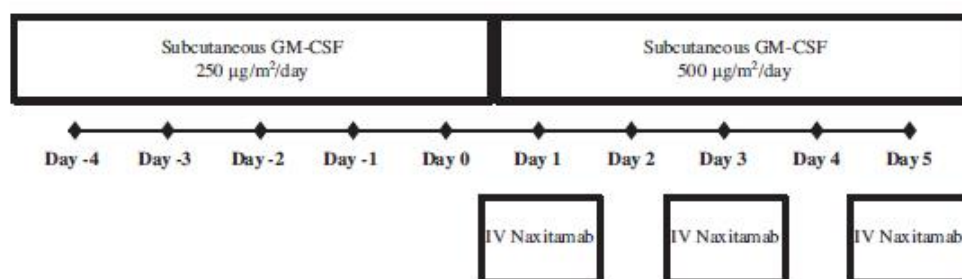 Subcutaneous GM-CSF
250 µg/m²/day
Subcutaneous GM-CSF
500 µg/m²/day
Day -4
Day -3
Day -2
Day -1
Day 0
Day 1
Day 2
Day 3
Day 4
Day 5
IV Naxitamab
IV Naxitamab
IV Naxitamab